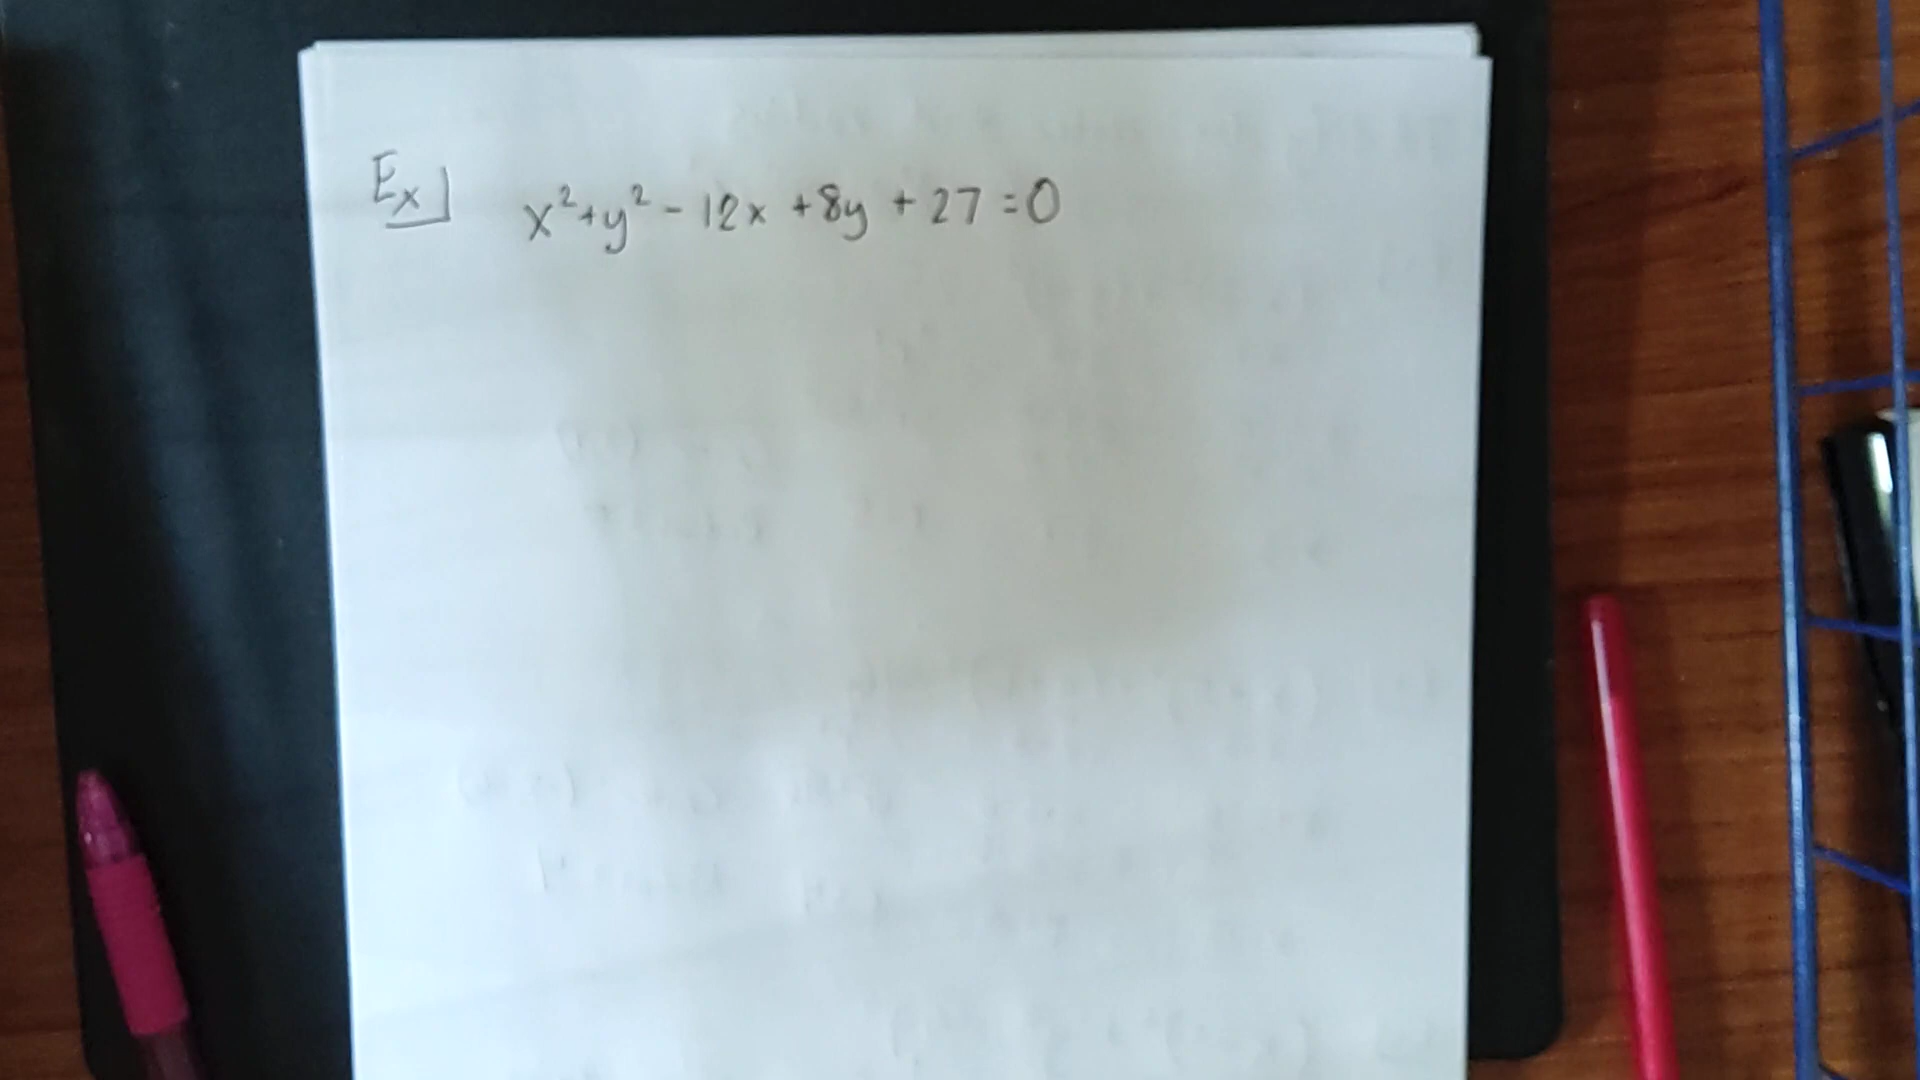 Ex] x²+y² - 12x +8y + 27 = 0